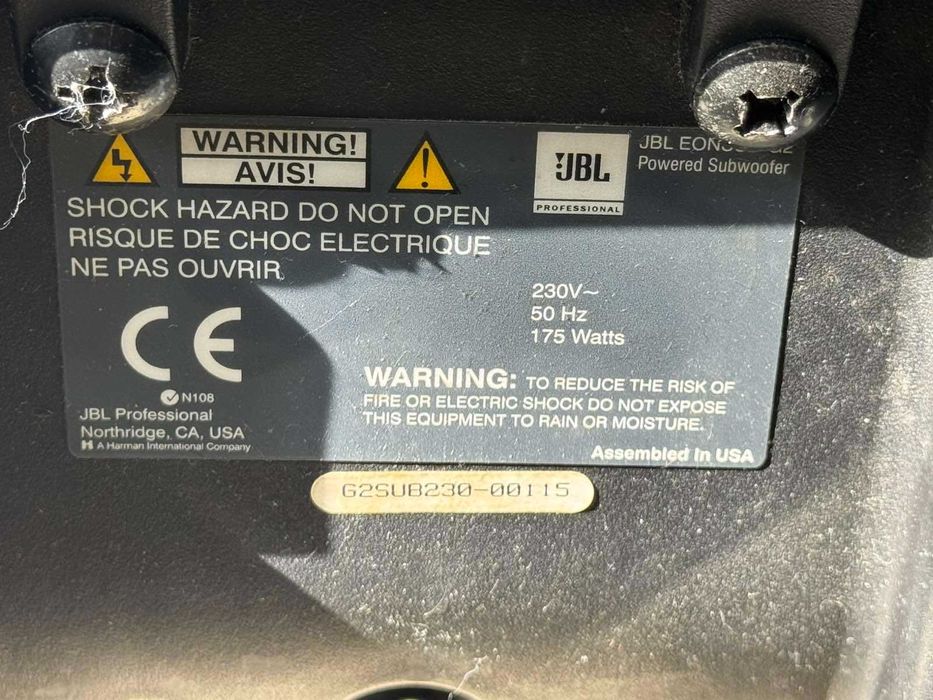 WARNING!
AVIS!
SHOCK HAZARD DO NOT OPEN
RISQUE DE CHOC ELECTRIQUE
NE PAS OUVRIR
JBL
PROFESSIONAL
JBL
Powered Subwoofer
230V~
50 Hz
175 Watts
CE
N108
JBL Professional
Northridge, CA, USA
H A Harman International Company
WARNING: TO REDUCE THE RISK OF
FIRE OR ELECTRIC SHOCK DO NOT EXPOSE
THIS EQUIPMENT TO RAIN OR MOISTURE.
Assembled In USA
G2SUB230-00115